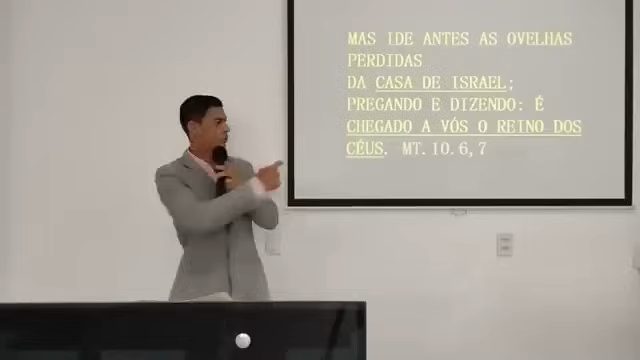 MAS IDE ANTES AS OVELHAS
PERDIDAS
DA CASA DE ISRAEL;
PREGANDO E DIZENDO: É
CHEGADO A VÓS O REINO DOS
CÉUS. MT.10.6,7